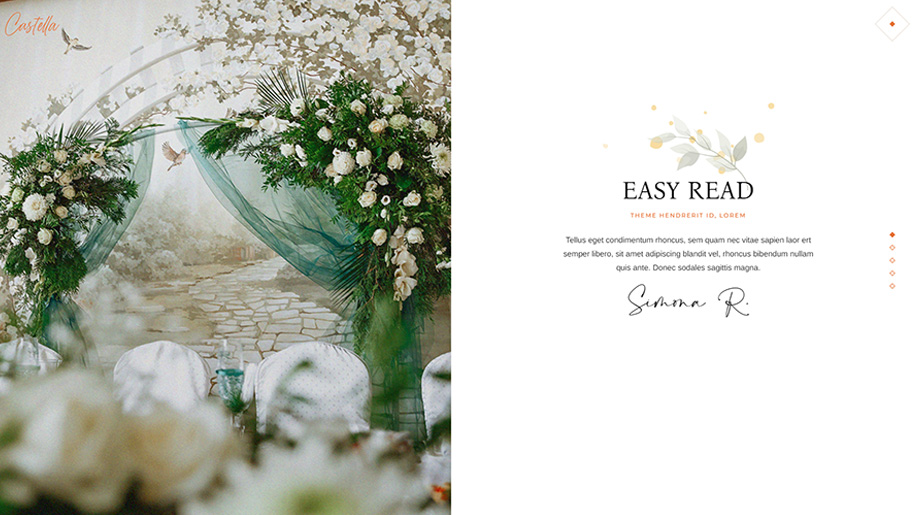 Castella
EASY READ
THEME HENDRERIT ID, LOREM
Tellus eget condimentum rhoncus, sem quam nec vitae sapien laor ert
semper libero, sit amet adipiscing blandit vel, rhoncus bibendum nullam
quis ante. Donec sodales sagittis magna.
Simona R.